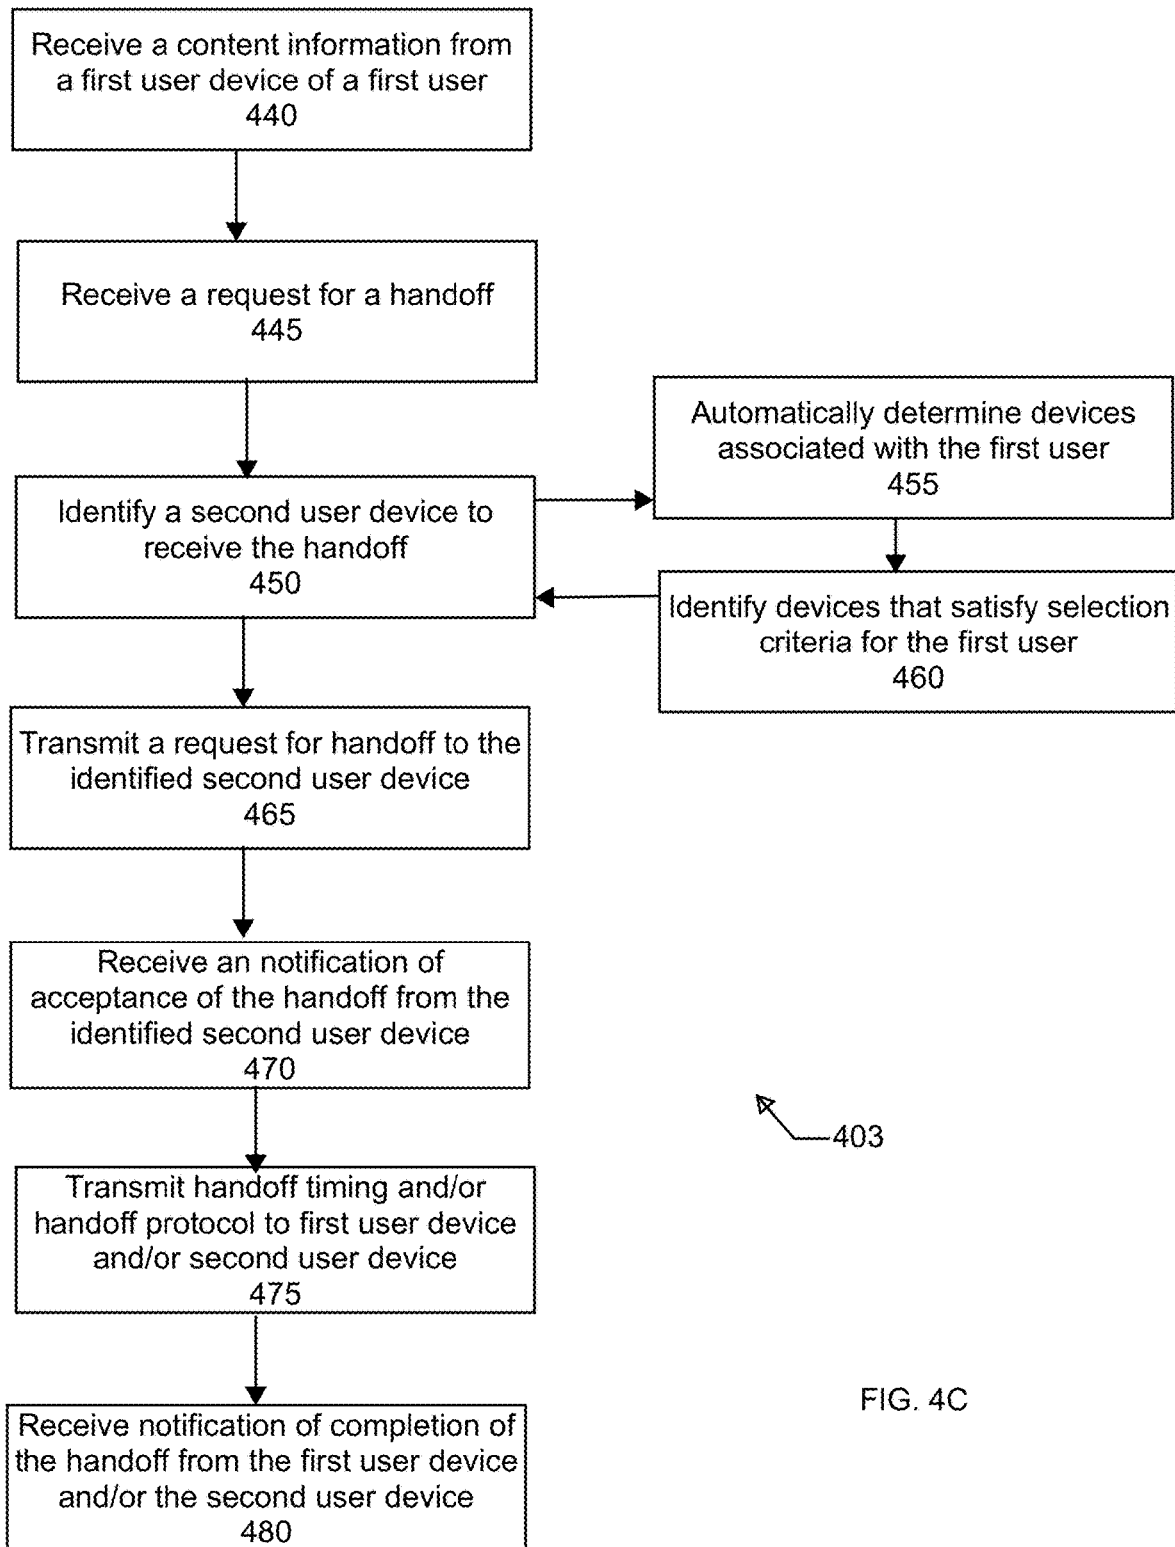 Receive a content information from
a first user device of a first user
440
Receive a request for a handoff
445
Identify a second user device to
receive the handoff
450
Automatically determine devices
associated with the first user
455
Identify devices that satisfy selection
criteria for the first user
460
Transmit a request for handoff to the
identified second user device
465
Receive an notification of
acceptance of the handoff from the
identified second user device
470
Transmit handoff timing and/or
handoff protocol to first user device
and/or second user device
475
Receive notification of completion of
the handoff from the first user device
and/or the second user device
480
403
FIG. 4C